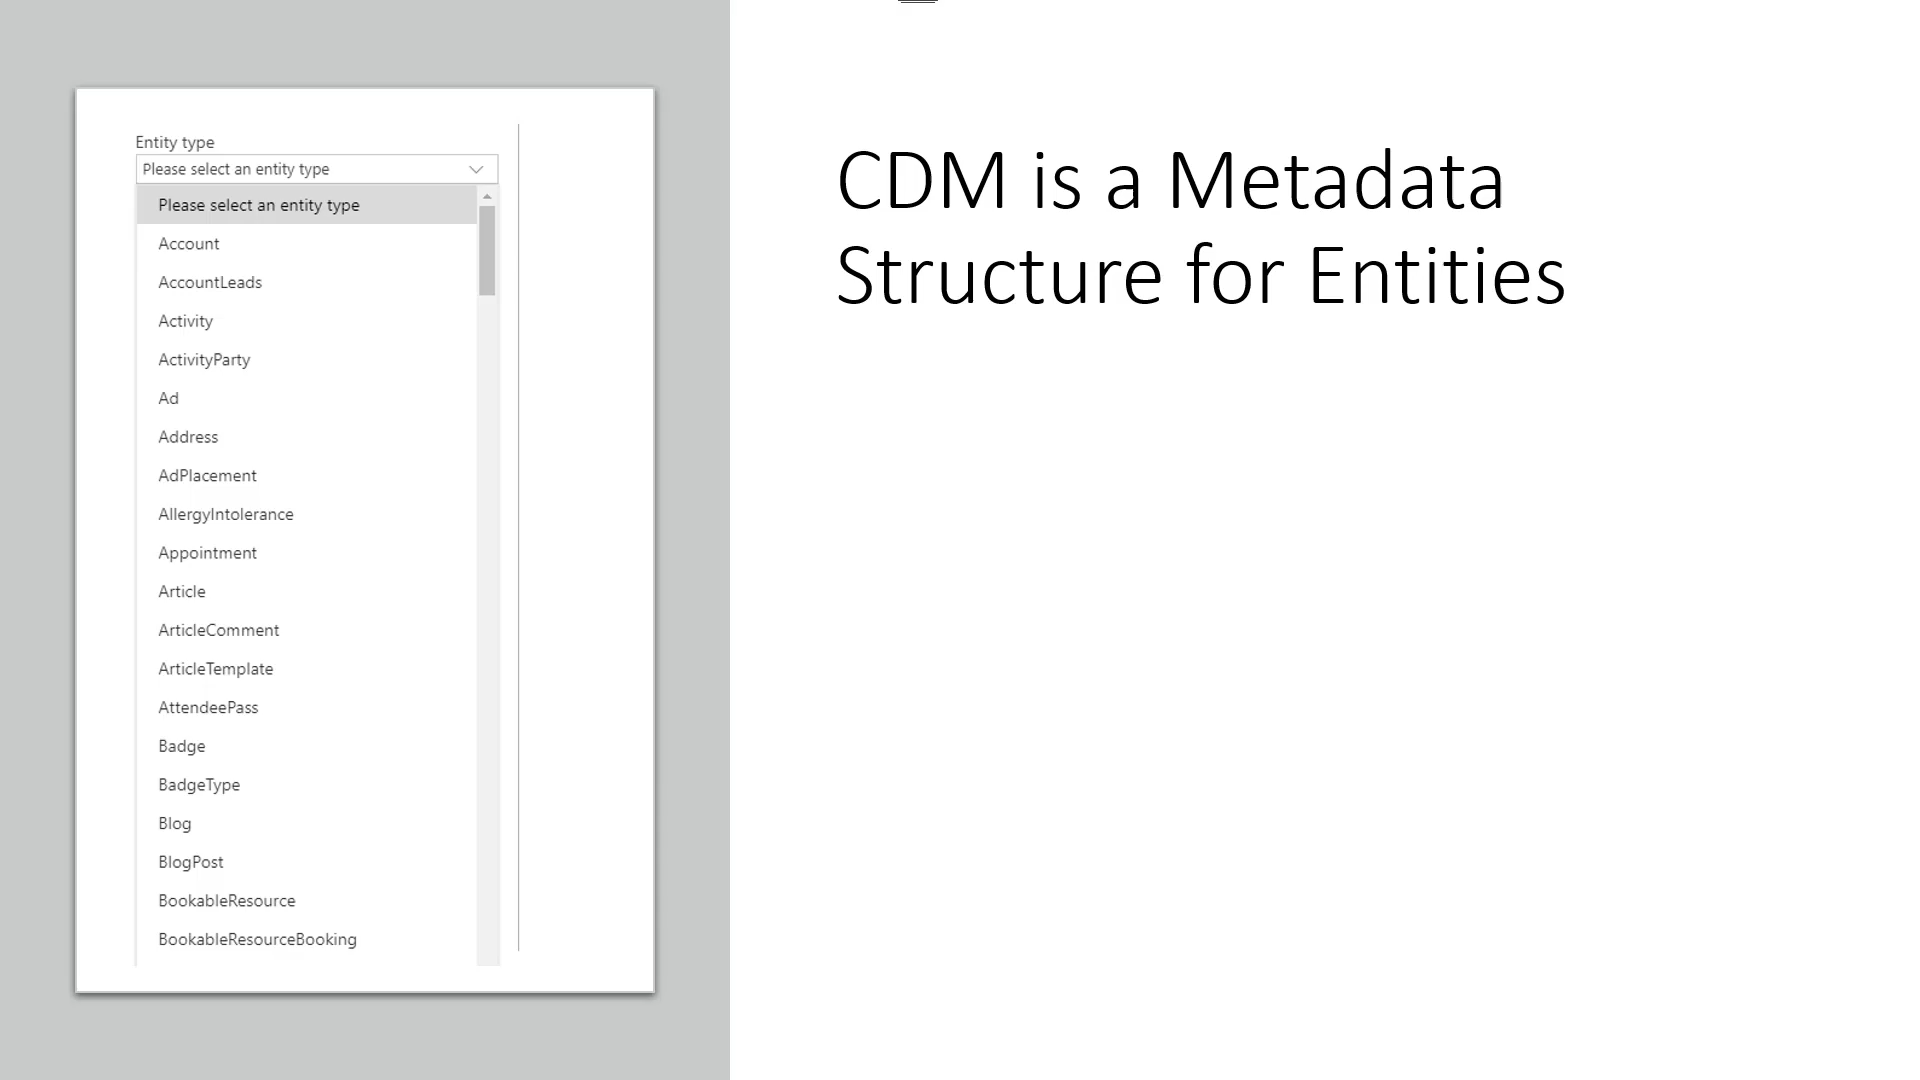 Entity type
Please select an entity type
Please select an entity type
Account
AccountLeads
Activity
ActivityParty
Ad
Address
AdPlacement
AllergyIntolerance
Appointment
Article
ArticleComment
ArticleTemplate
AttendeePass
Badge
BadgeType
Blog
BlogPost
BookableResource
BookableResourceBooking
CDM is a Metadata
Structure for Entities